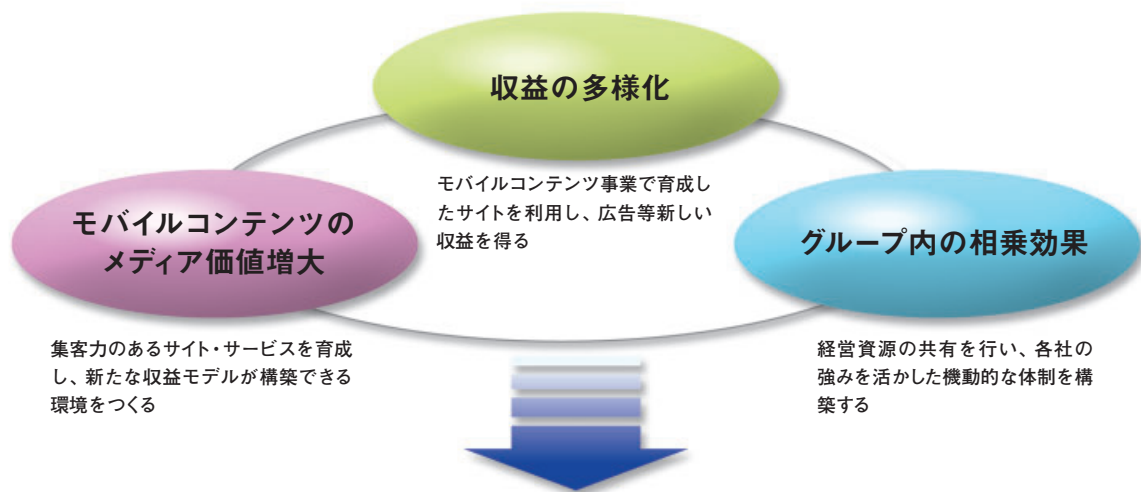 収益の多様化
モバイルコンテンツ事業で育成し
たサイトを利用し、広告等新しい
収益を得る
モバイルコンテンツの
メディア価値増大
集客力のあるサイト・サービスを育成
し、新たな収益モデルが構築できる
環境をつくる
グループ内の相乗効果
経営資源の共有を行い、各社の
強みを活かした機動的な体制を構
築する